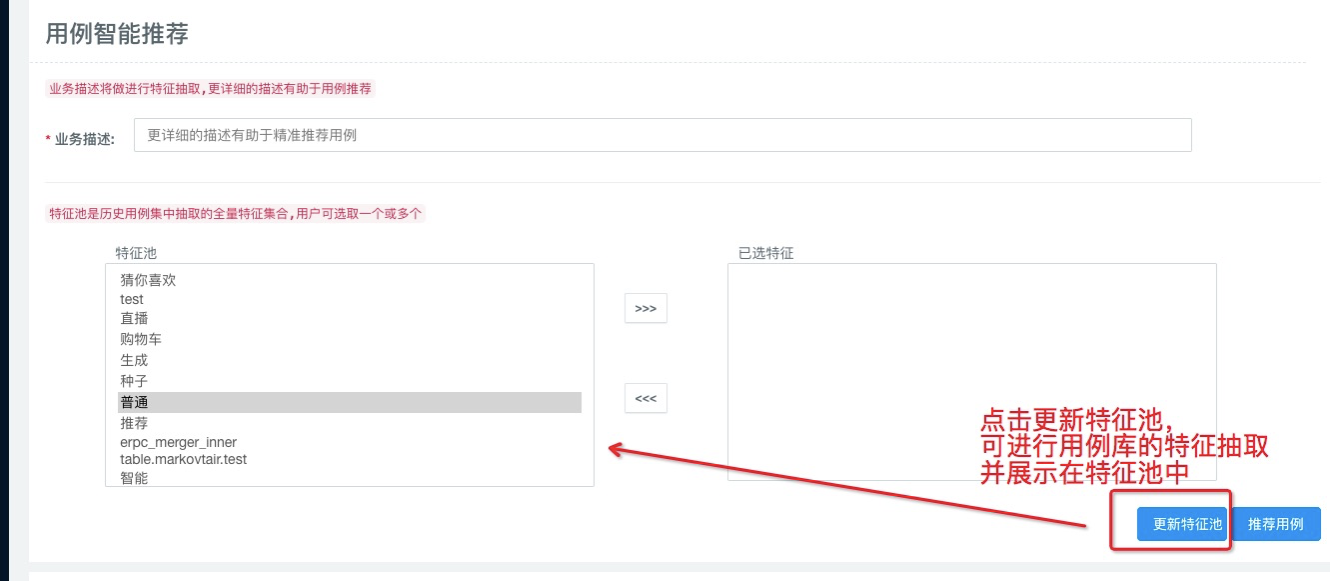 用例智能推荐
业务描述将做进行特征抽取,更详细的描述有助于用例推荐
* 业务描述: 更详细的描述有助于精准推荐用例
特征池是历史用例集中抽取的全量特征集合,用户可选取一个或多个
特征池
已选特征
猜你喜欢
test
直播
购物车
生成
种子
普通
推荐
erpc_merger_inner
table.markovtair.test
智能
>>>
<<<
点击更新特征池,
可进行用例库的特征抽取
并展示在特征池中
更新特征池 推荐用例